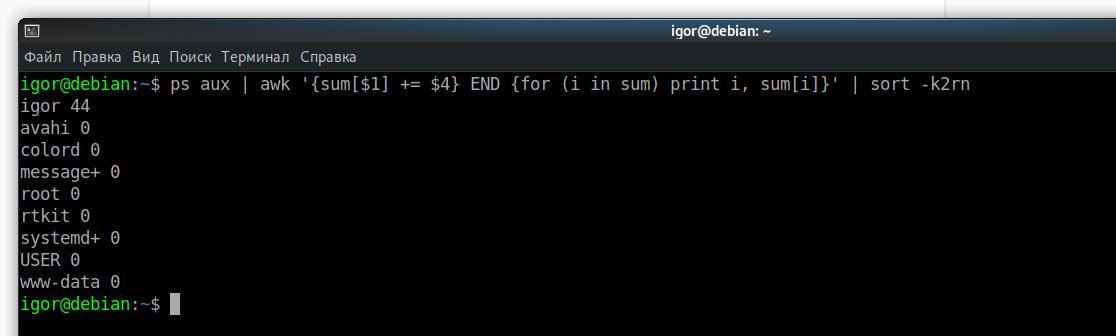 igor@debian: ~
Файл Правка Вид Поиск Терминал Справка
igor@debian:~$ ps aux | awk '{sum[$1] += $4} END {for (i in sum) print i, sum[i]}' | sort -k2rn
igor 44
avahi 0
colord 0
message+ 0
root 0
rtkit 0
systemd+ 0
USER 0
www-data 0
igor@debian:~$